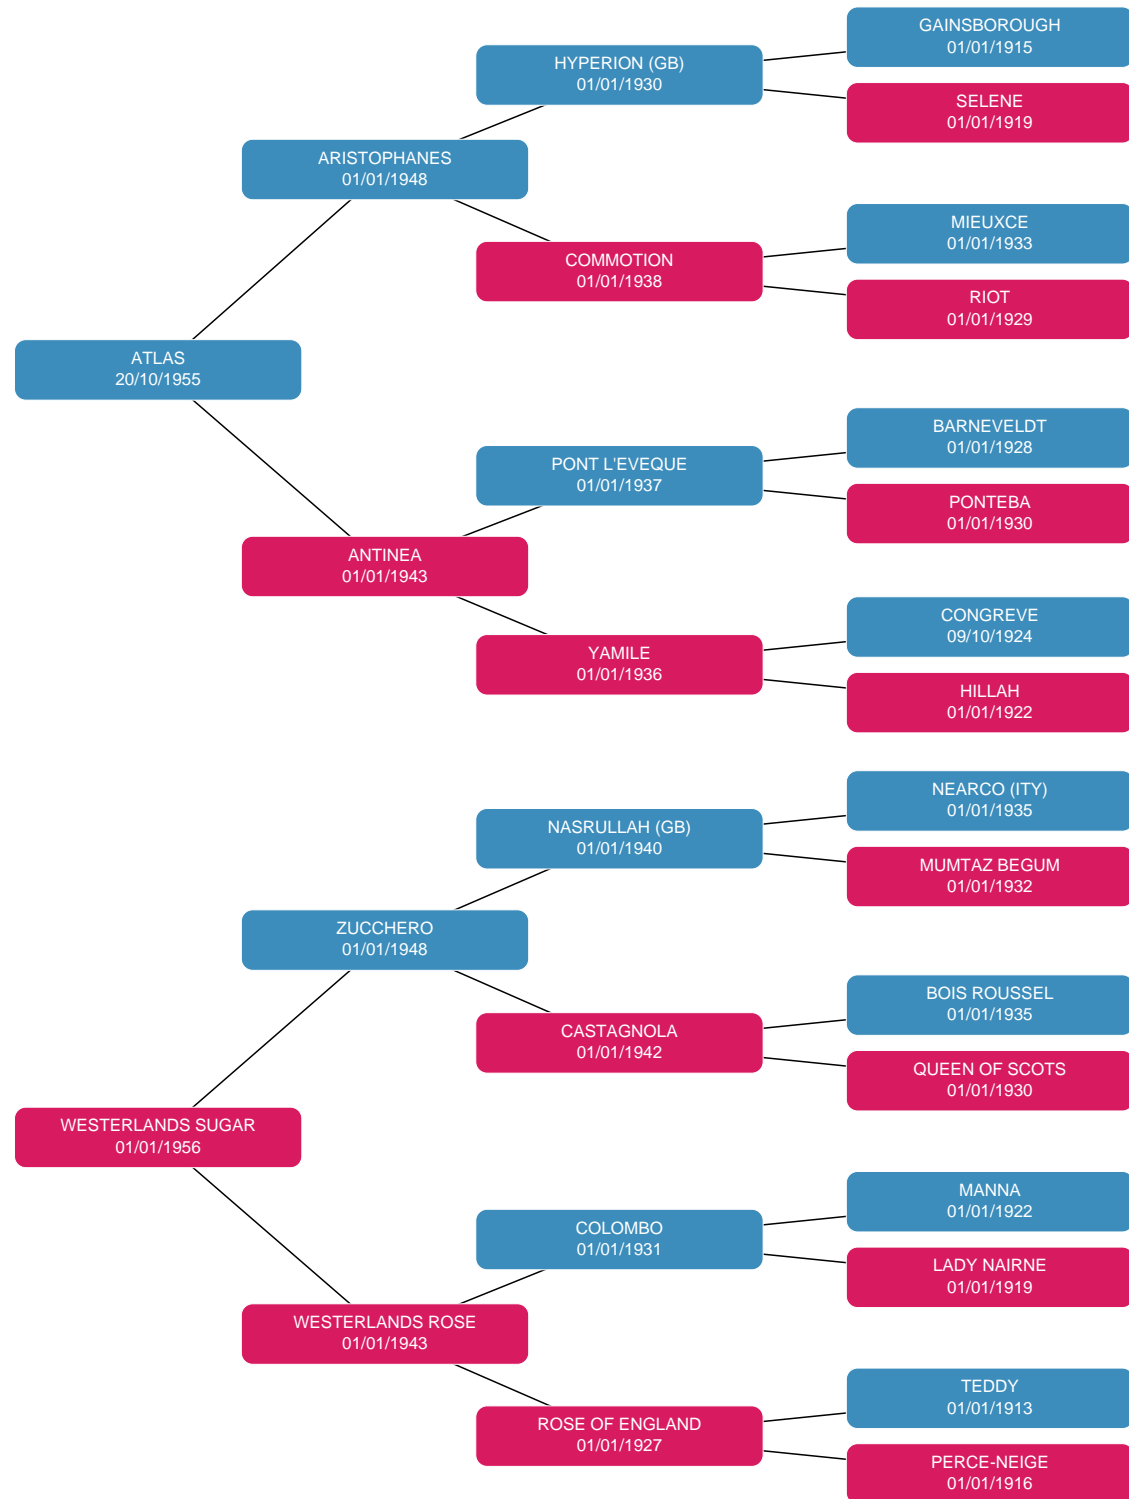 GAINSBOROUGH
01/01/1915
HYPERION (GB)
01/01/1930
SELENE
01/01/1919
ARISTOPHANES
01/01/1948
MIEUXCE
01/01/1933
COMMOTION
01/01/1938
RIOT
01/01/1929
ATLAS
20/10/1955
BARNEVELDT
01/01/1928
PONT L'EVEQUE
01/01/1937
PONTEBA
01/01/1930
ANTINEA
01/01/1943
CONGREVE
09/10/1924
YAMILE
01/01/1936
HILLAH
01/01/1922
NEARCO (ITY)
01/01/1935
NASRULLAH (GB)
01/01/1940
MUMTAZ BEGUM
01/01/1932
ZUCCHERO
01/01/1948
BOIS ROUSSEL
01/01/1935
CASTAGNOLA
01/01/1942
QUEEN OF SCOTS
01/01/1930
WESTERLANDS SUGAR
01/01/1956
MANNA
01/01/1922
COLOMBO
01/01/1931
LADY NAIRNE
01/01/1919
WESTERLANDS ROSE
01/01/1943
TEDDY
01/01/1913
ROSE OF ENGLAND
01/01/1927
PERCE-NEIGE
01/01/1916